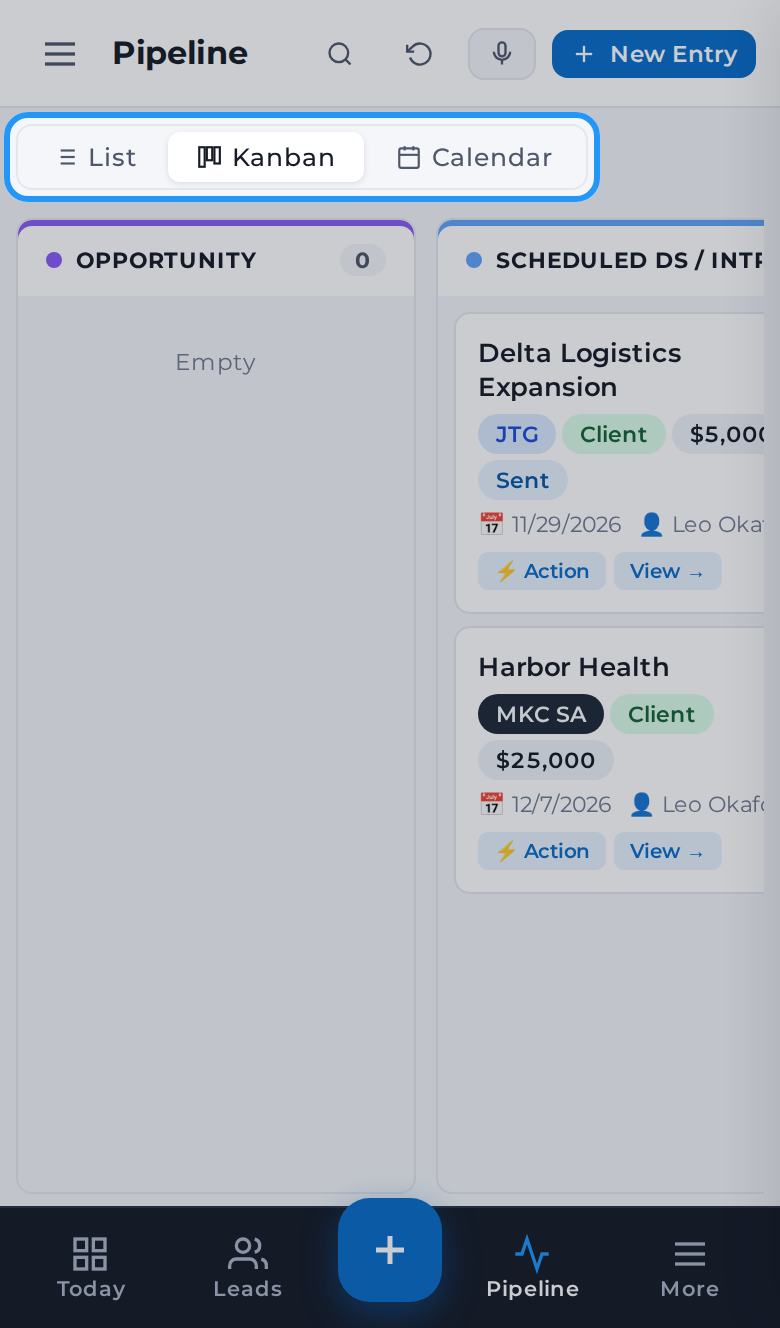 Pipeline
New Entry
List
Kanban
Calendar
OPPORTUNITY
0
Empty
SCHEDULED DS / INTR
Delta Logistics
Expansion
JTG
Client
$5,000
Sent
📅 11/29/2026 👤 Leo Okaf
⚡ Action
View →
Harbor Health
MKC SA
Client
$25,000
📅 12/7/2026 👤 Leo Okafo
⚡ Action
View →
Today
Leads
Pipeline
More